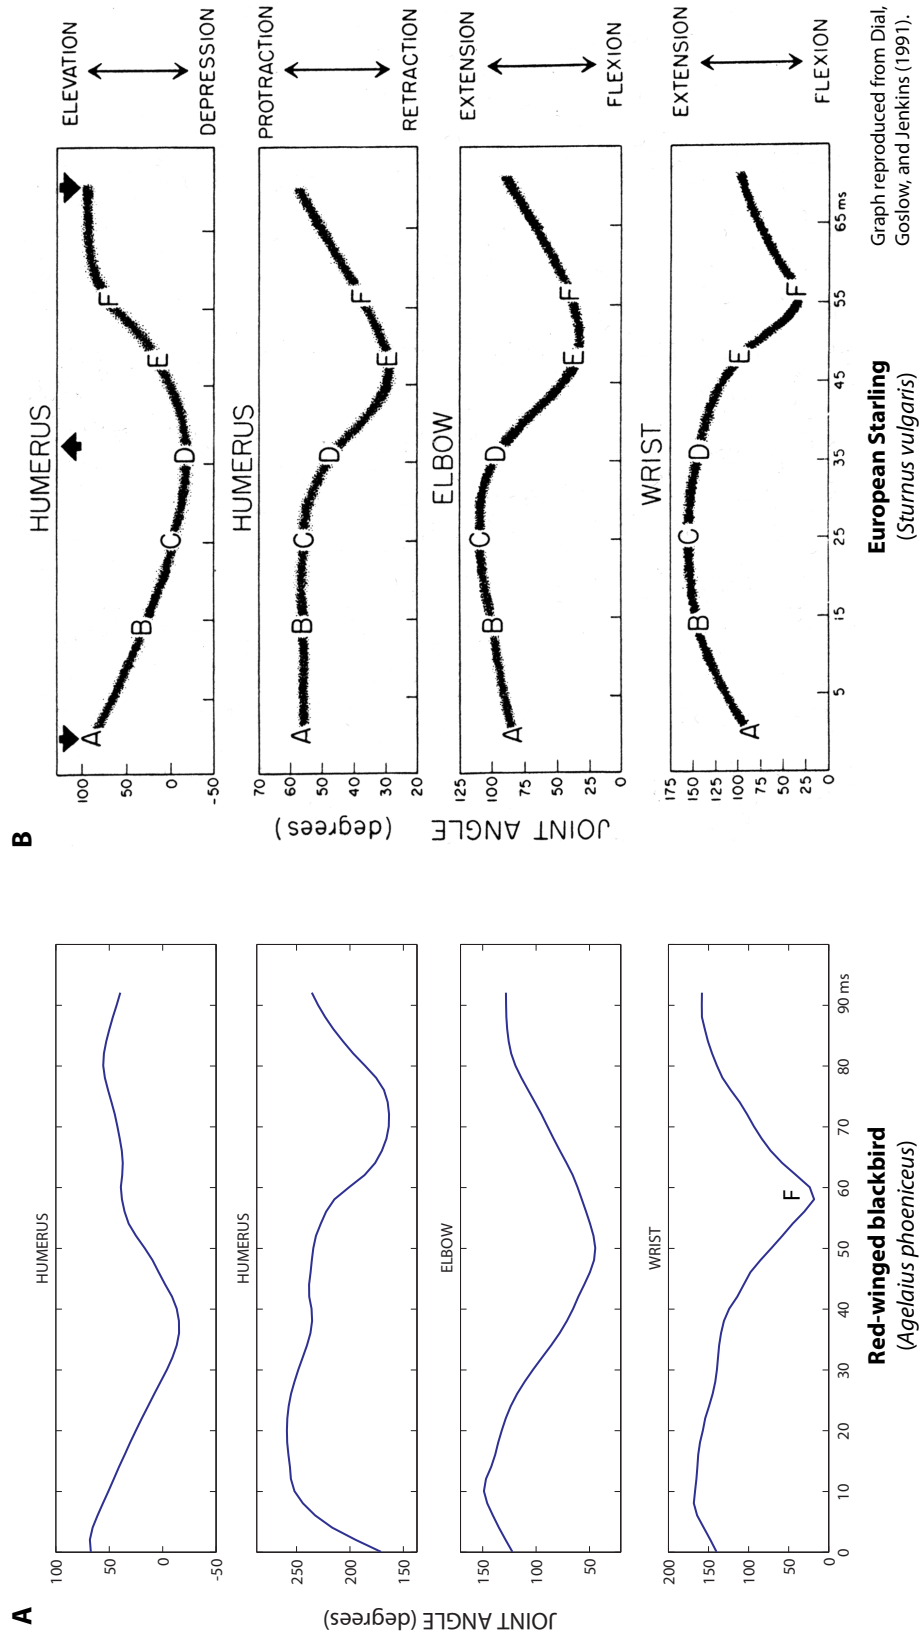 A
JOINT ANGLE (degrees)
HUMERUS
100
50
0
-50
HUMERUS
250
200
150
ELBOW
150
100
50
WRIST
200
150
100
50
0
F
0 10 20 30 40 50 60 70 80 90 ms
Red-winged blackbird
(Agelaius phoeniceus)
B
JOINT ANGLE (degrees)
HUMERUS
100
50
0
-50
A B C D E F
ELEVATION
DEPRESSION
HUMERUS
70
60
50
40
30
20
A B C D E F
PROTRACTION
RETRACTION
ELBOW
125
100
75
50
25
0
A B C D E F
EXTENSION
FLEXION
WRIST
175
150
125
100
75
50
25
0
A B C D E F
EXTENSION
FLEXION
5 15 25 35 45 55 65 ms
European Starling
(Sturnus vulgaris)
Graph reproduced from Dial,
Goslow, and Jenkins (1991).